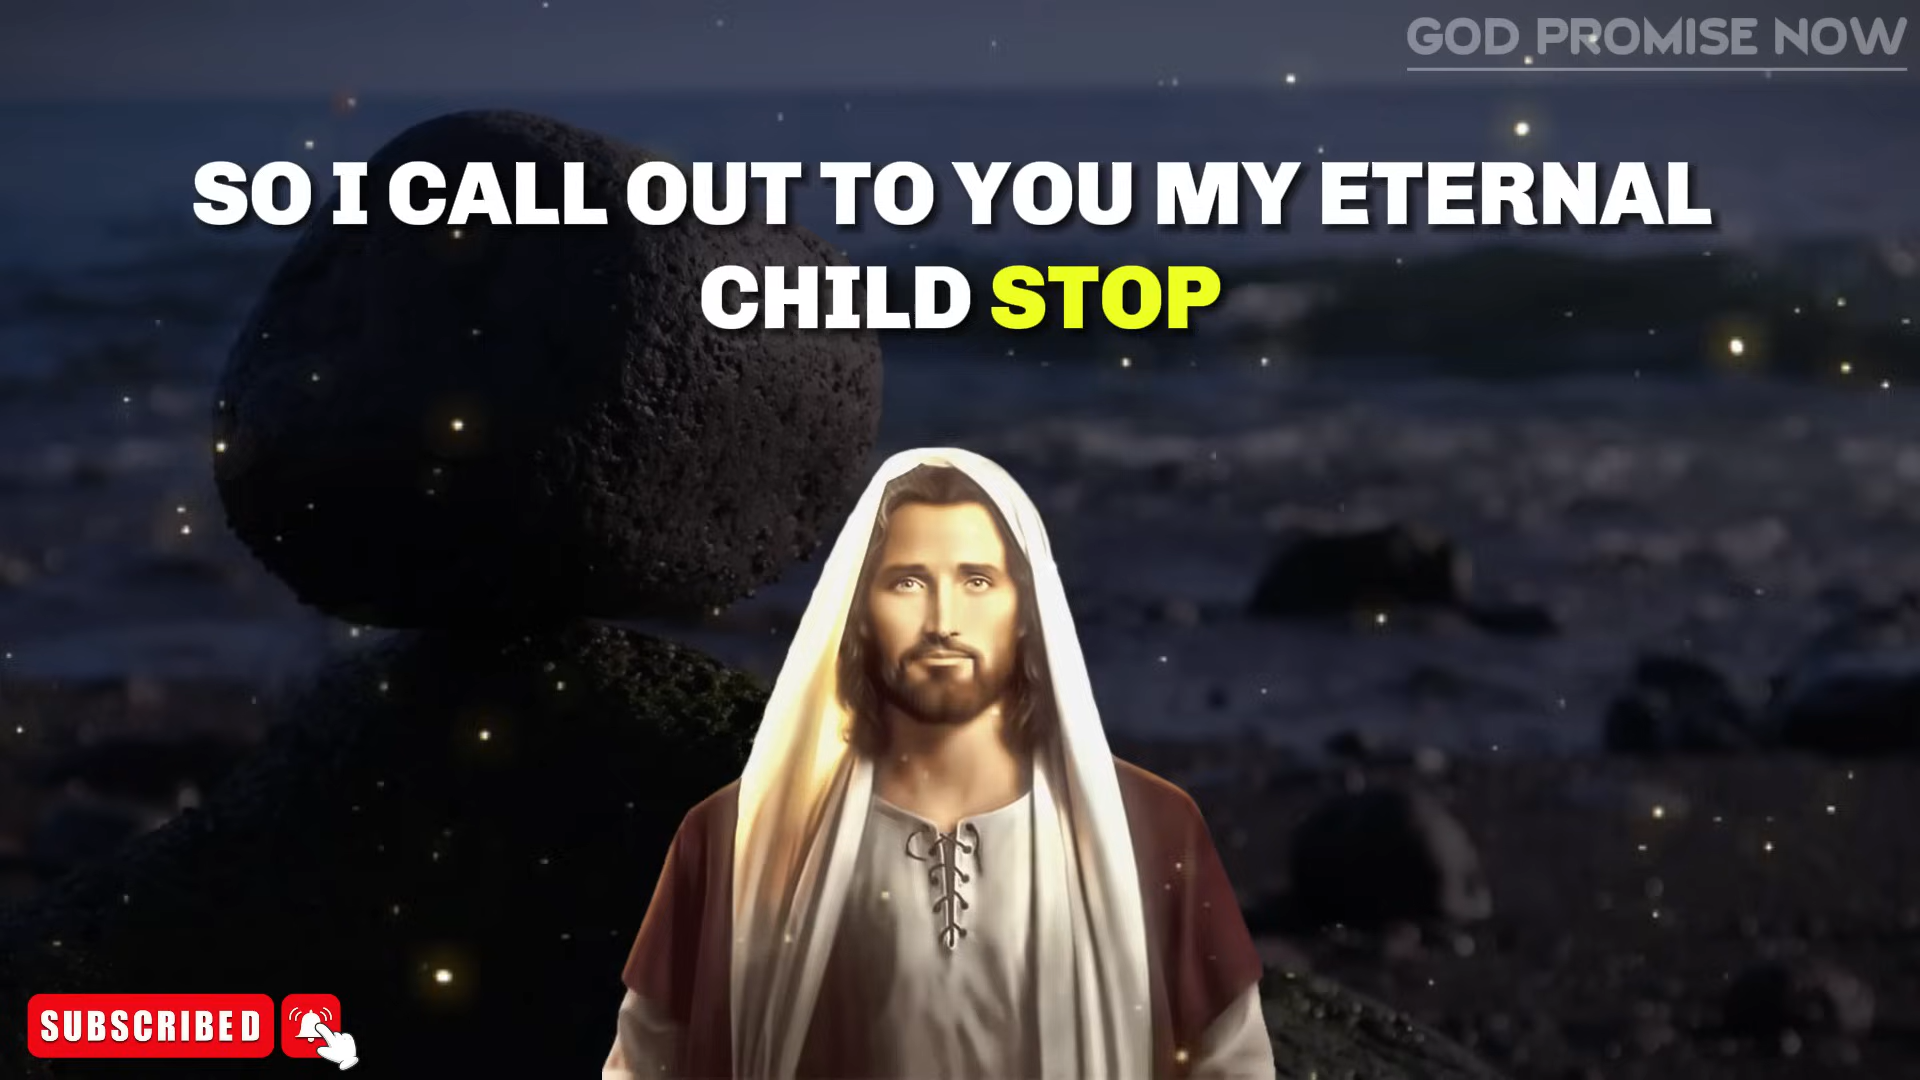 GOD PROMISE NOW
SO I CALL OUT TO YOU MY ETERNAL
CHILD STOP
SUBSCRIBED